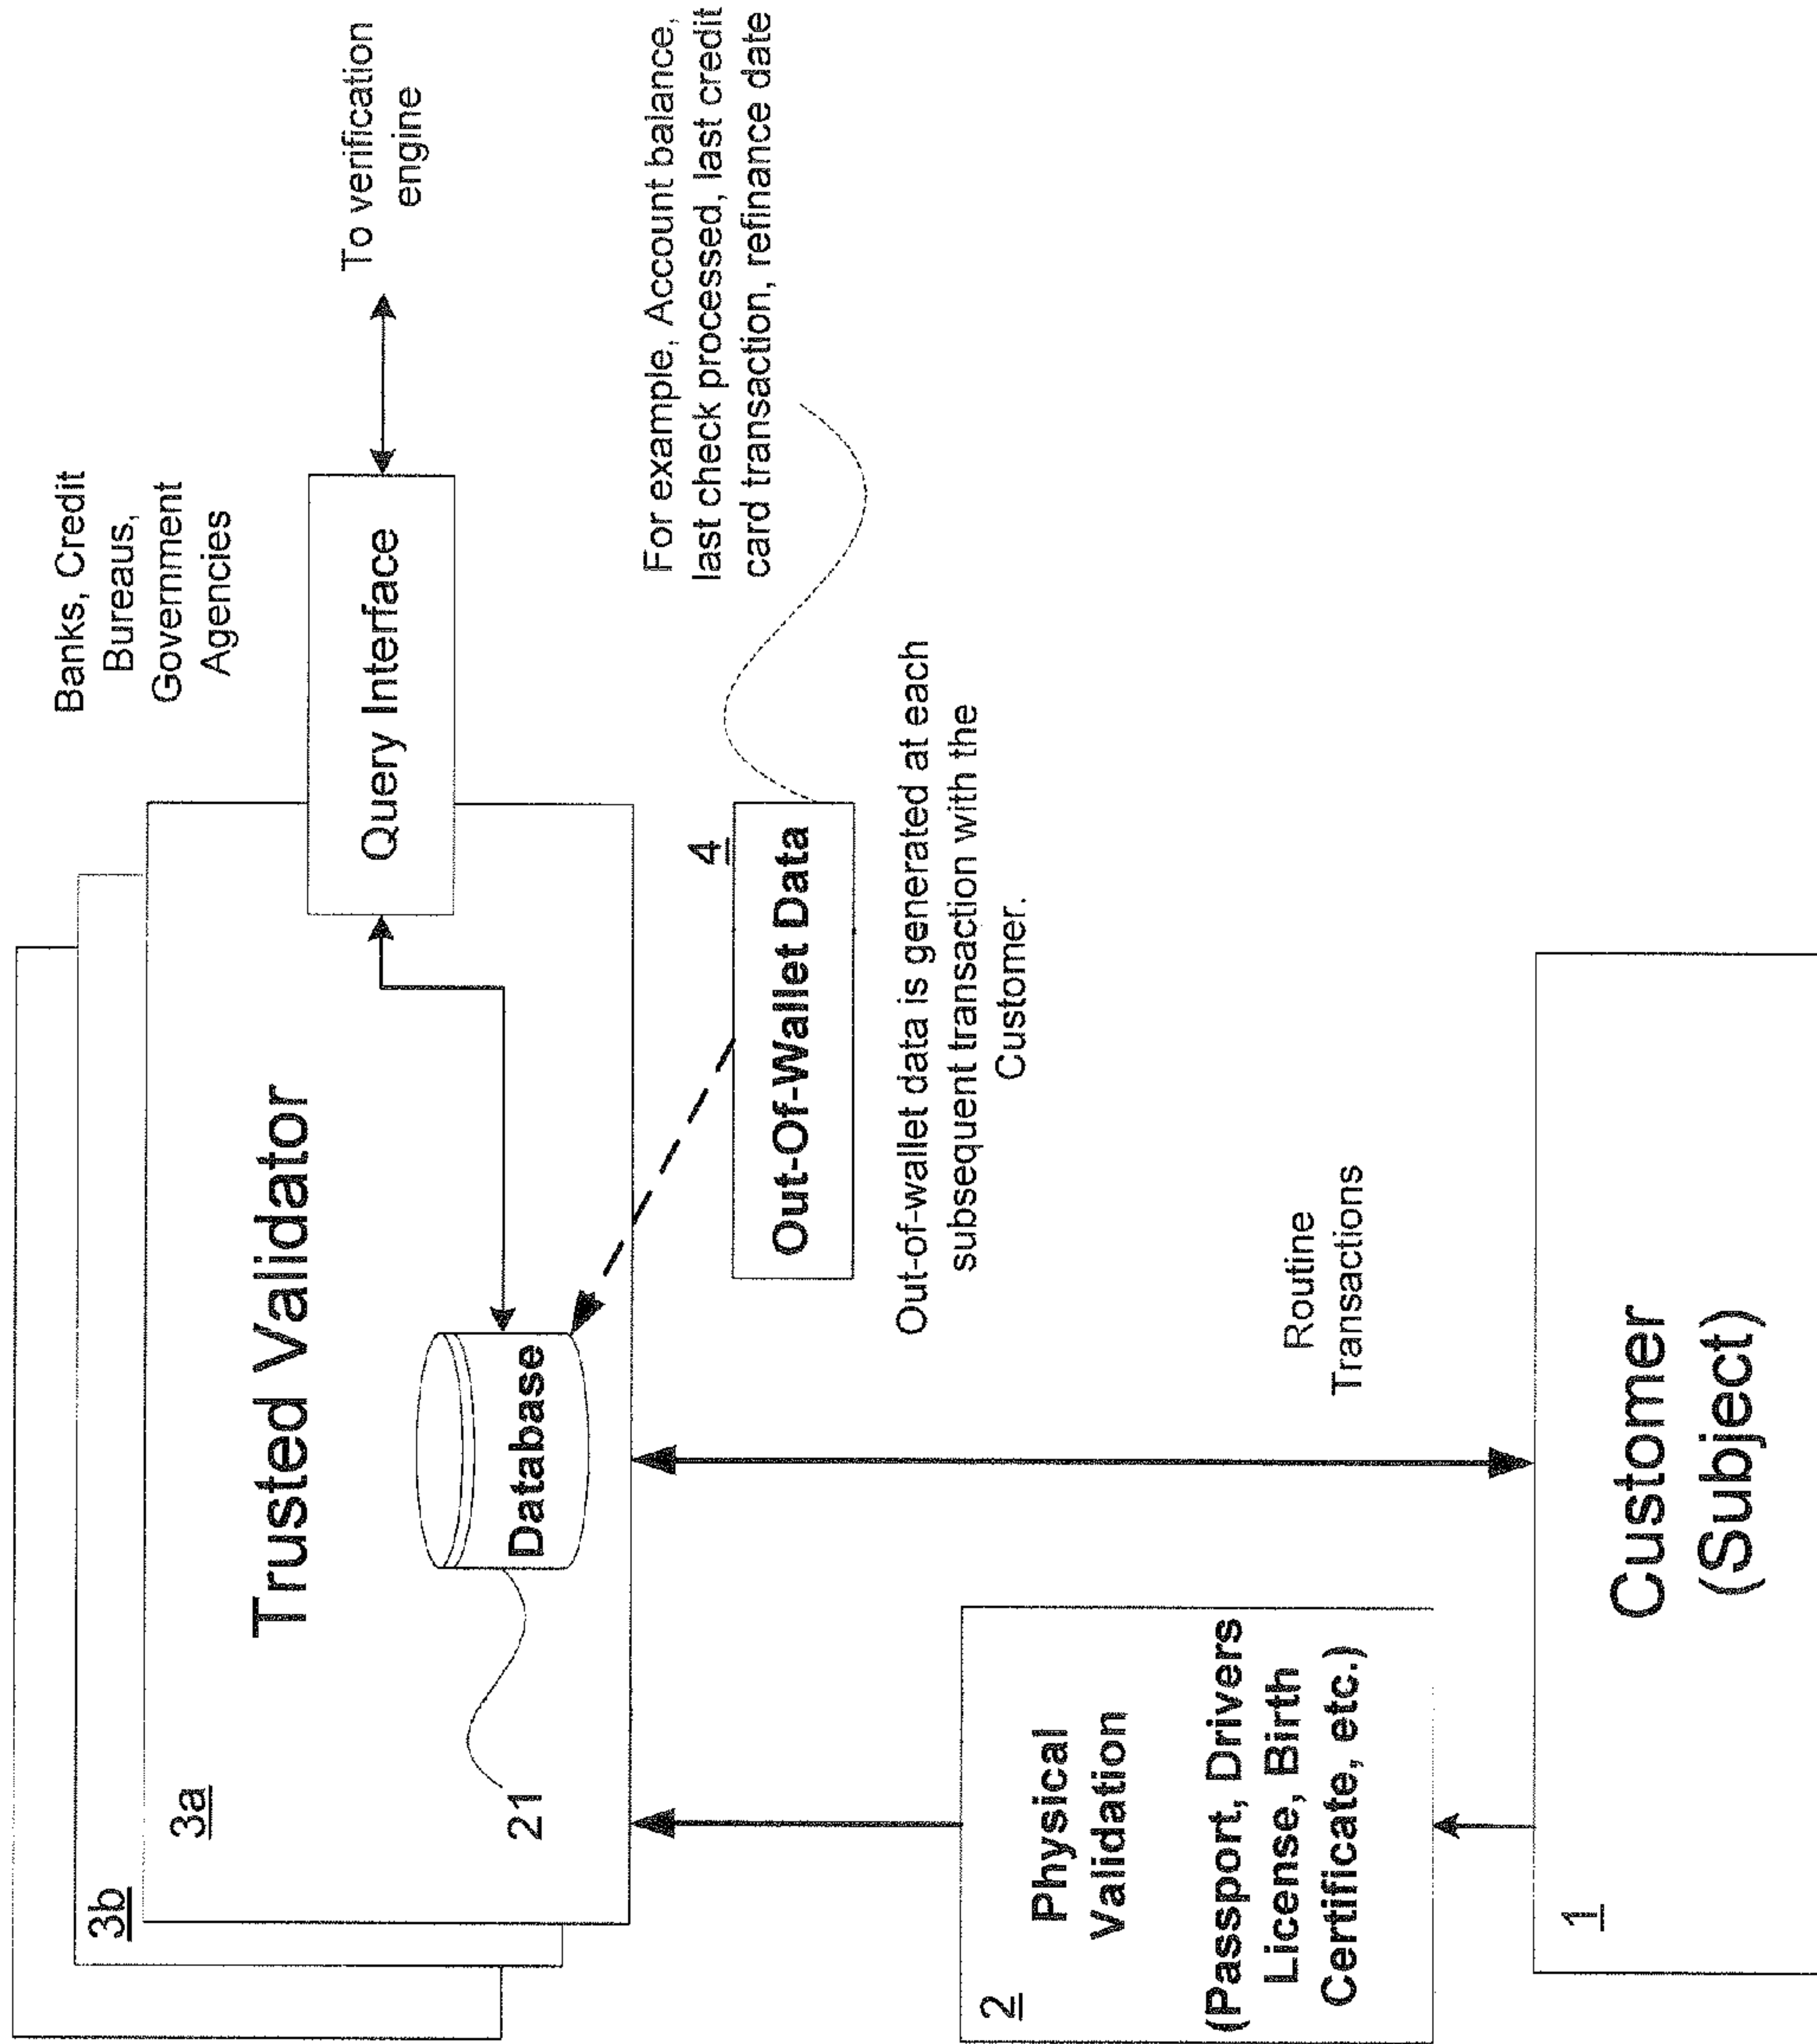 Banks, Credit
Bureaus,
Government
Agencies
3b
3a
Trusted Validator
Query Interface
To verification
engine
Database
21
4
Out-Of-Wallet Data
For example, Account balance,
last check processed, last credit
card transaction, refinance date
Out-of-wallet data is generated at each
subsequent transaction with the
Customer.
2
Physical
Validation
(Passport, Drivers
License, Birth
Certificate, etc.)
Routine
Transactions
1
Customer
(Subject)